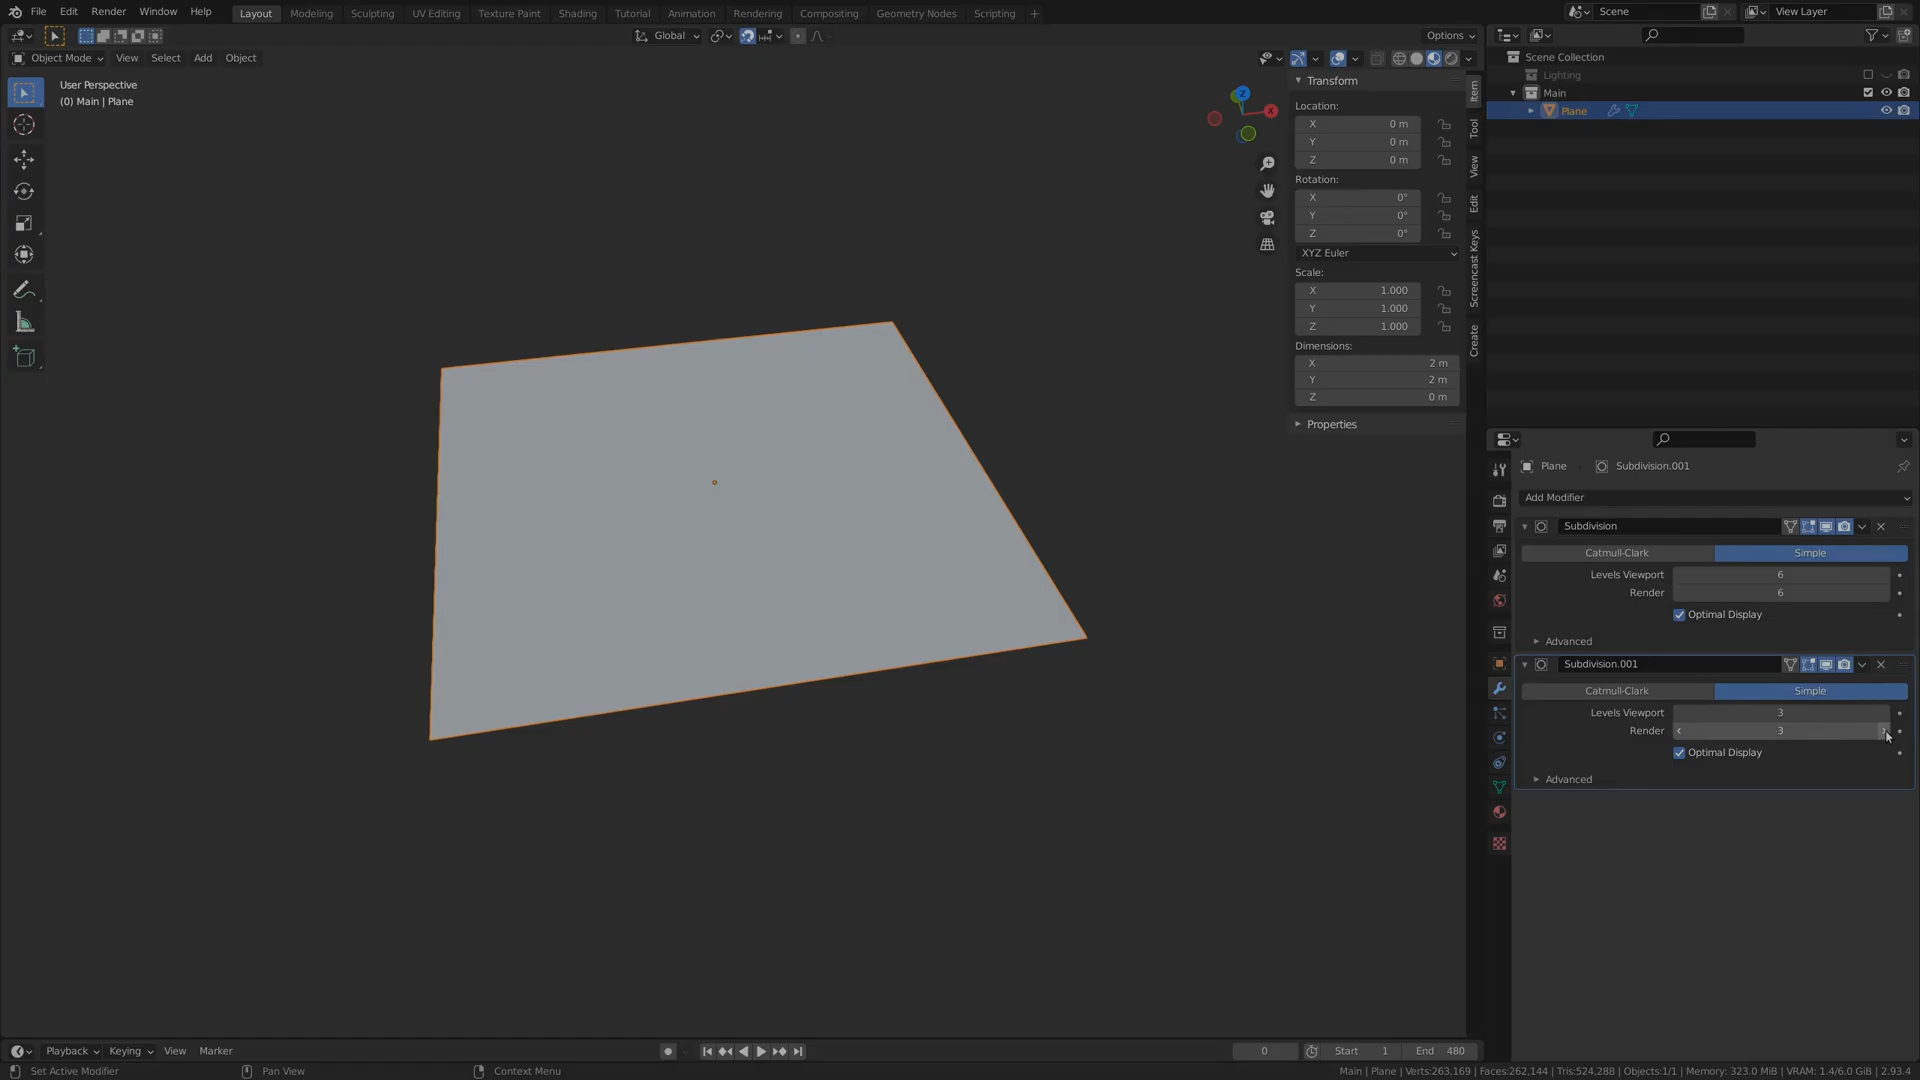 File Edit Render Window Help Layout Modeling Sculpting UV Editing Texture Paint Shading Tutorial Animation Rendering Compositing Geometry Nodes Scripting + Scene View Layer
Global Options
Object Mode View Select Add Object
Scene Collection
Lighting
Main
Plane
User Perspective
(0) Main | Plane
Z
X
Transform
Location:
X 0 m
Y 0 m
Z 0 m
Rotation:
X 0°
Y 0°
Z 0°
XYZ Euler
Scale:
X 1.000
Y 1.000
Z 1.000
Dimensions:
X 2 m
Y 2 m
Z 0 m
Properties
Item
Tool
View
Edit
Screencast Keys
Create
Plane Subdivision.001
Add Modifier
Subdivision
Catmull-Clark Simple
Levels Viewport 6
Render 6
Optimal Display
Advanced
Subdivision.001
Catmull-Clark Simple
Levels Viewport 3
Render 3
Optimal Display
Advanced
Playback Keying View Marker 0 Start 1 End 480
Set Active Modifier Pan View Context Menu Main | Plane | Verts:263,169 | Faces:262,144 | Tris:524,288 | Objects:1/1 | Memory: 323.0 MiB | VRAM: 1.4/6.0 GiB | 2.93.4